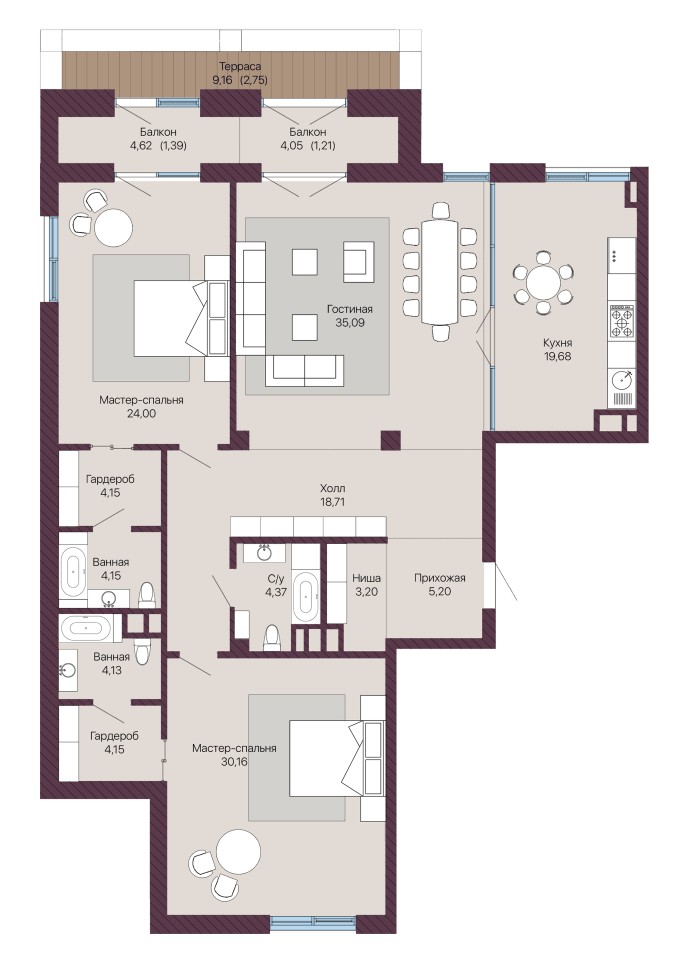 Терраса
9,16 (2,75)
Балкон
4,62 (1,39)
Балкон
4,05 (1,21)
Гостиная
35,09
Кухня
19,68
Мастер-спальня
24,00
Гардероб
4,15
Холл
18,71
Ванная
4,15
С/у
4,37
Ниша
3,20
Прихожая
5,20
Ванная
4,13
Гардероб
4,15
Мастер-спальня
30,16